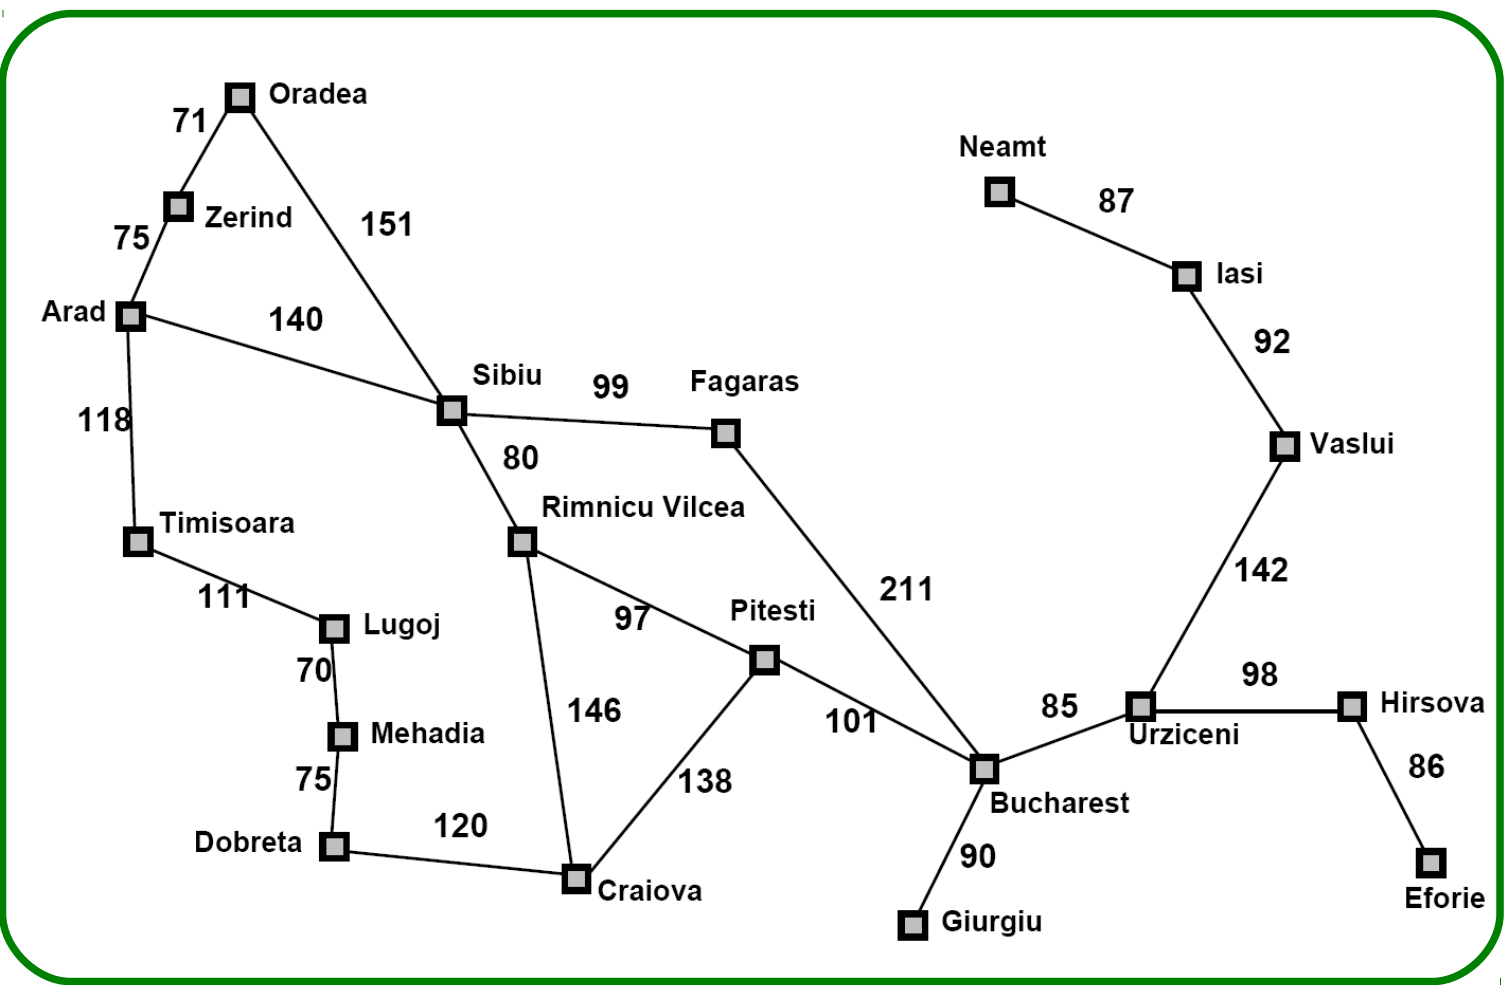 Oradea
71
Neamt
87
Zerind
151
75
Iasi
Arad
140
92
Sibiu
99
Fagaras
118
Vaslui
80
Rimnicu Vilcea
Timisoara
142
111
211
Lugoj
97
Pitesti
70
98
146
101
85
Hirsova
Mehadia
Urziceni
75
138
86
Dobreta
120
Bucharest
90
Craiova
Eforie
Giurgiu